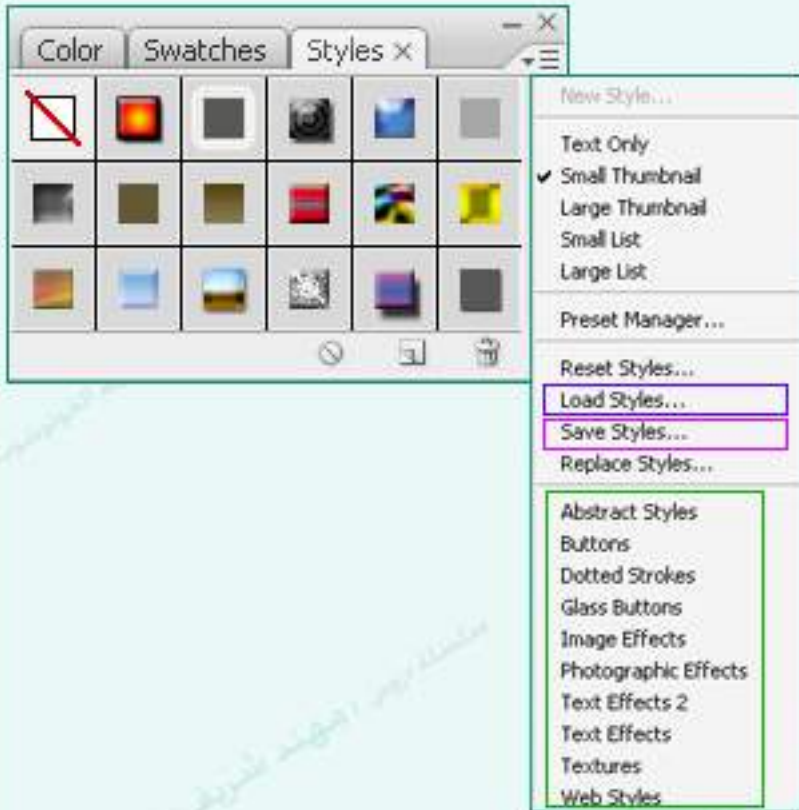 Color
Swatches
Styles
New Style...
Text Only
Small Thumbnail
Large Thumbnail
Small List
Large List
Preset Manager...
Reset Styles...
Load Styles...
Save Styles...
Replace Styles...
Abstract Styles
Buttons
Dotted Strokes
Glass Buttons
Image Effects
Photographic Effects
Text Effects 2
Text Effects
Textures
Web Styles